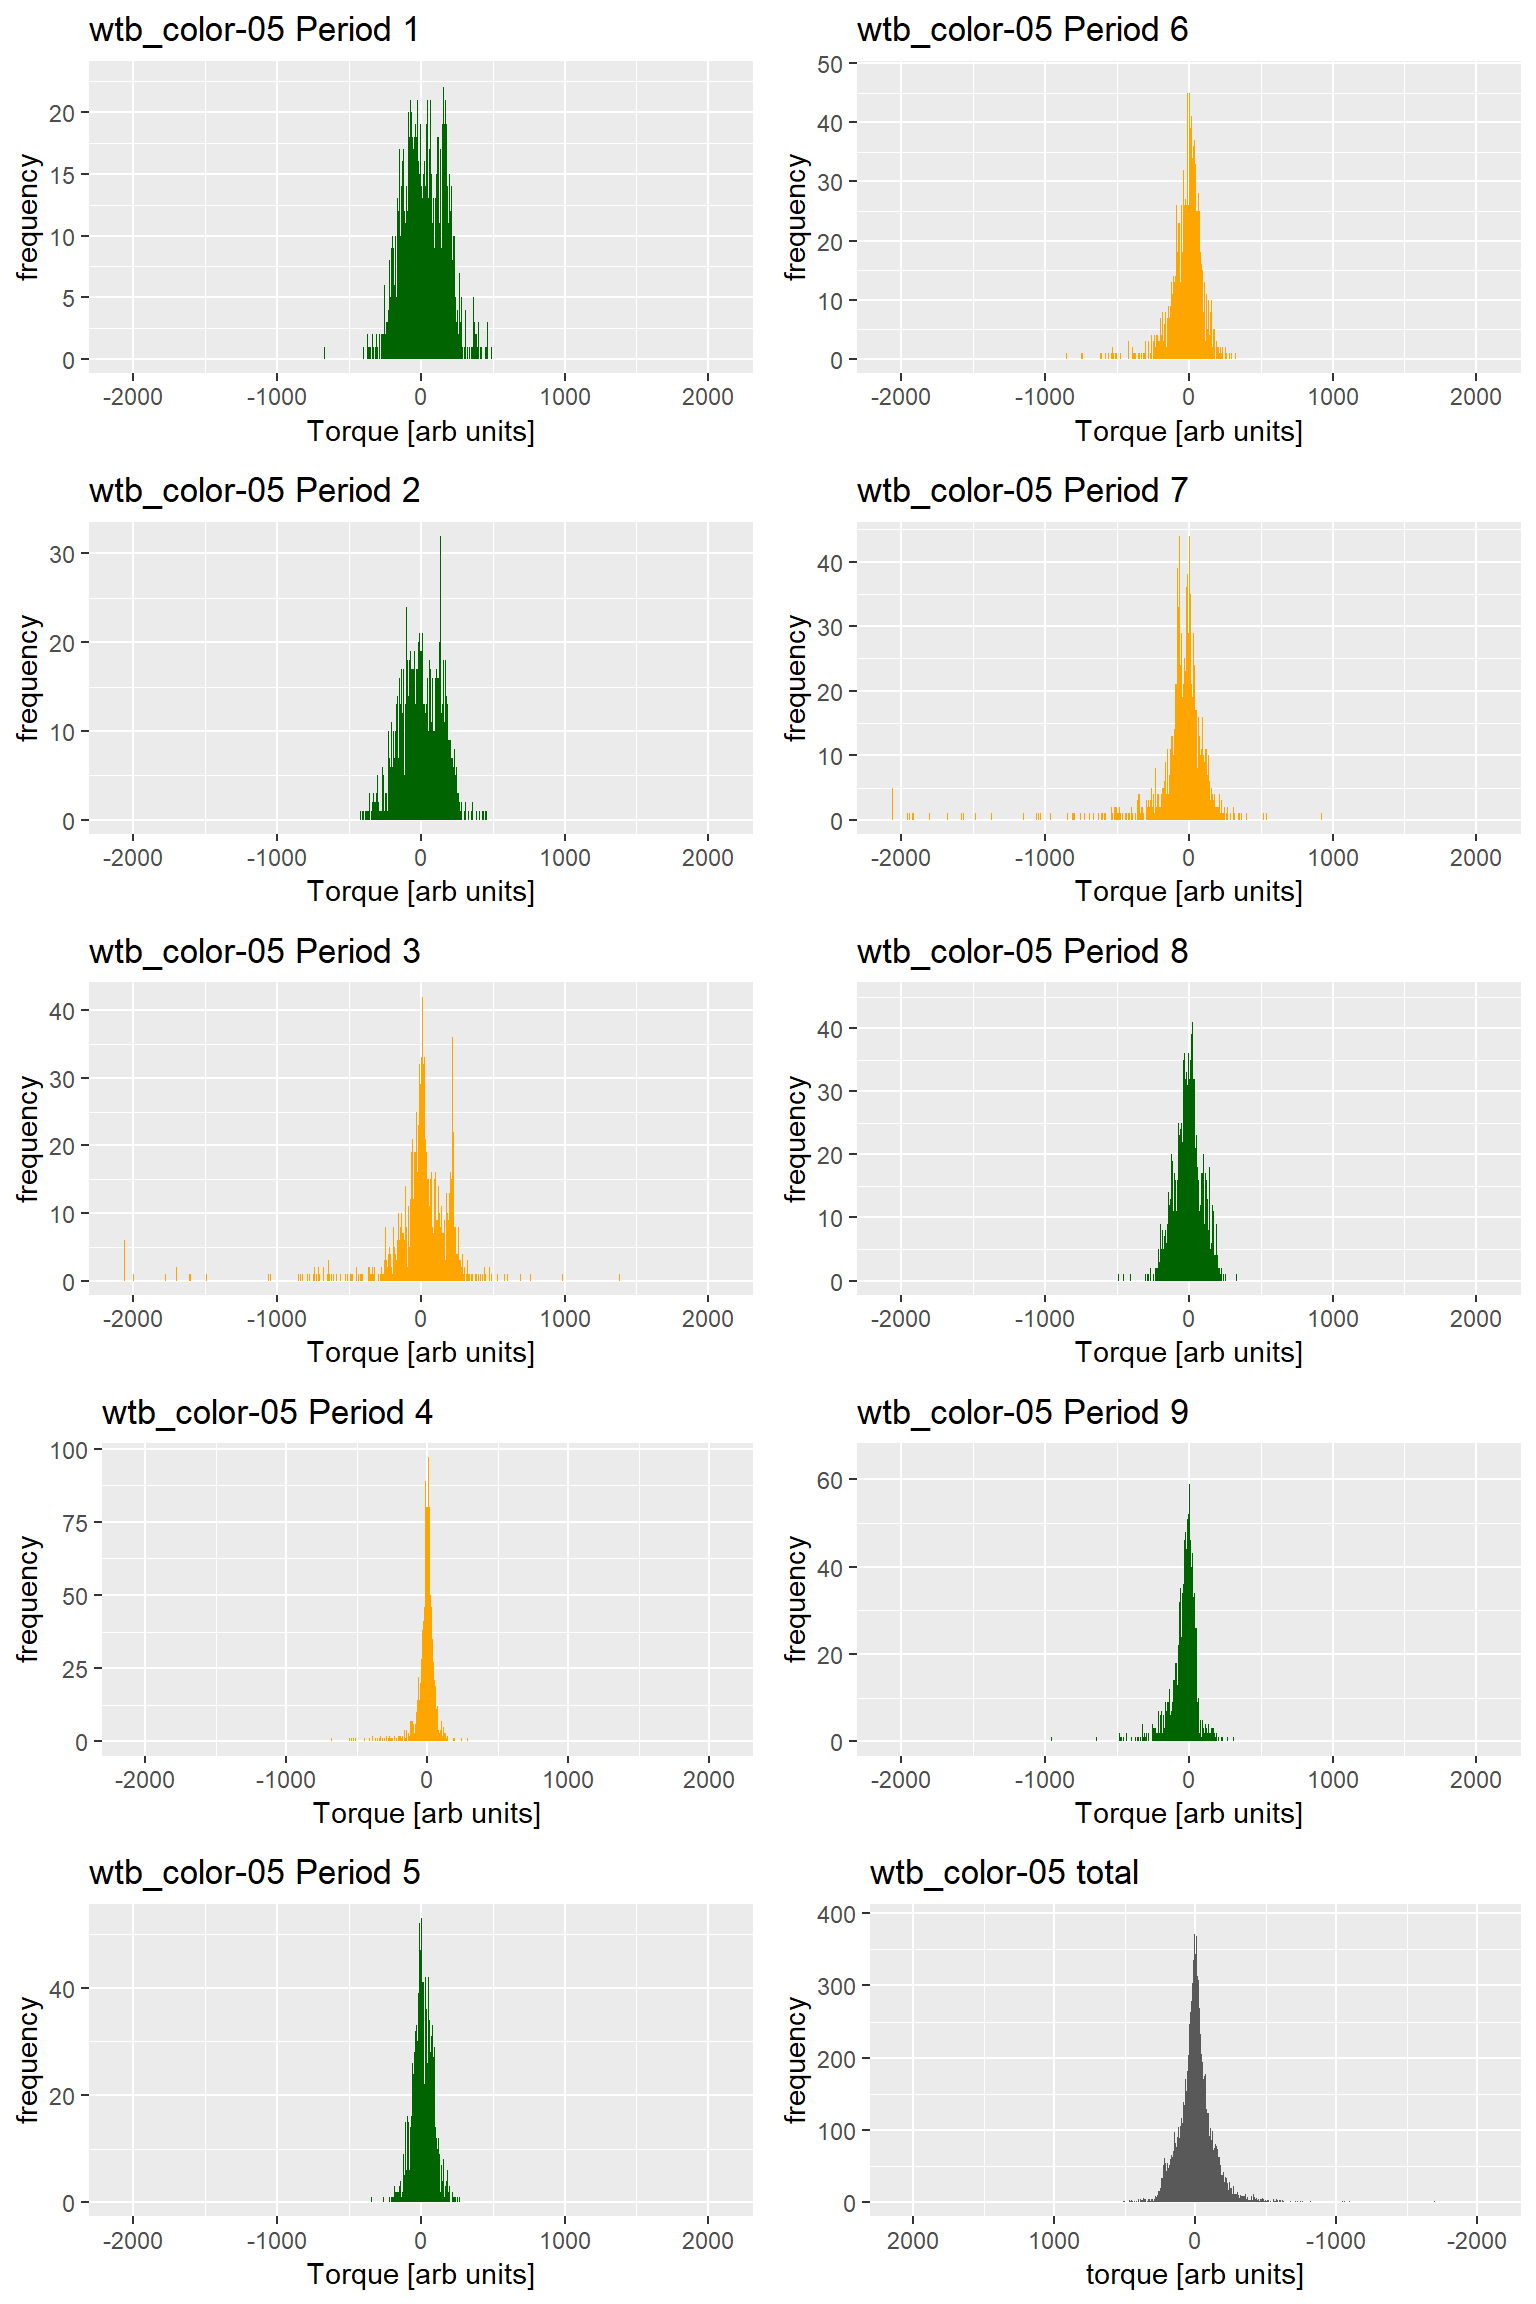 wtb_color-05 Period 1
frequency
20
15
10
5
0
-2000 -1000 0 1000 2000
Torque [arb units]
wtb_color-05 Period 6
frequency
50
40
30
20
10
0
-2000 -1000 0 1000 2000
Torque [arb units]
wtb_color-05 Period 2
frequency
30
20
10
0
-2000 -1000 0 1000 2000
Torque [arb units]
wtb_color-05 Period 7
frequency
40
30
20
10
0
-2000 -1000 0 1000 2000
Torque [arb units]
wtb_color-05 Period 3
frequency
40
30
20
10
0
-2000 -1000 0 1000 2000
Torque [arb units]
wtb_color-05 Period 8
frequency
40
30
20
10
0
-2000 -1000 0 1000 2000
Torque [arb units]
wtb_color-05 Period 4
frequency
100
75
50
25
0
-2000 -1000 0 1000 2000
Torque [arb units]
wtb_color-05 Period 9
frequency
60
40
20
0
-2000 -1000 0 1000 2000
Torque [arb units]
wtb_color-05 Period 5
frequency
40
20
0
-2000 -1000 0 1000 2000
Torque [arb units]
wtb_color-05 total
frequency
400
300
200
100
0
2000 1000 0 -1000 -2000
torque [arb units]